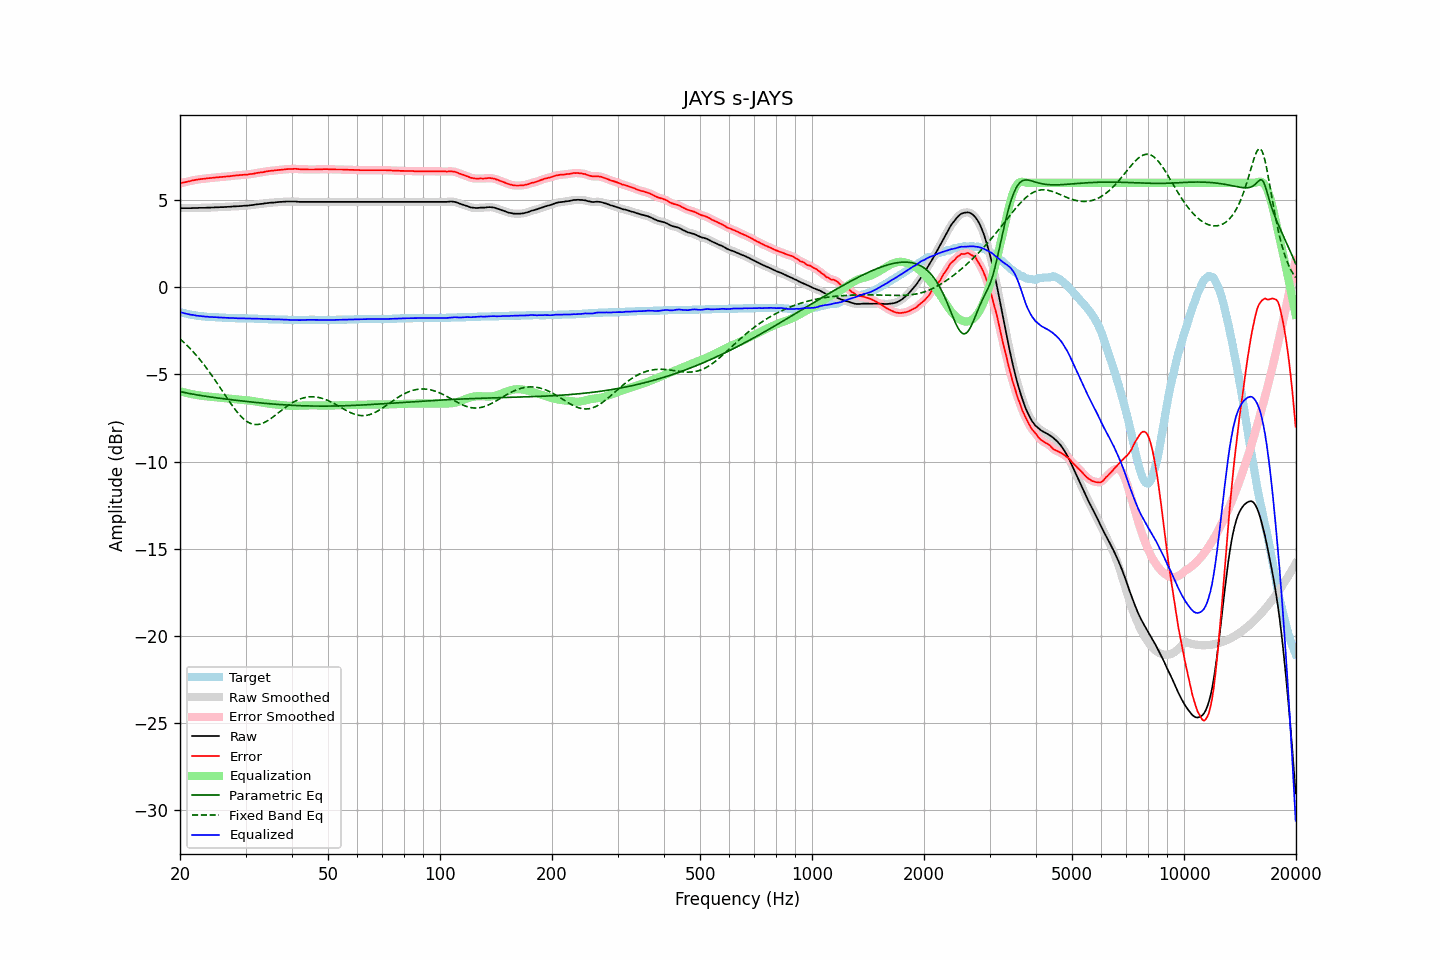 JAYS s-JAYS
Amplitude (dBr)
5
0
−5
−10
−15
−20
−25
−30
Target
Raw Smoothed
Error Smoothed
Raw
Error
Equalization
Parametric Eq
Fixed Band Eq
Equalized
20 50 100 200 500 1000 2000 5000 10000 20000
Frequency (Hz)